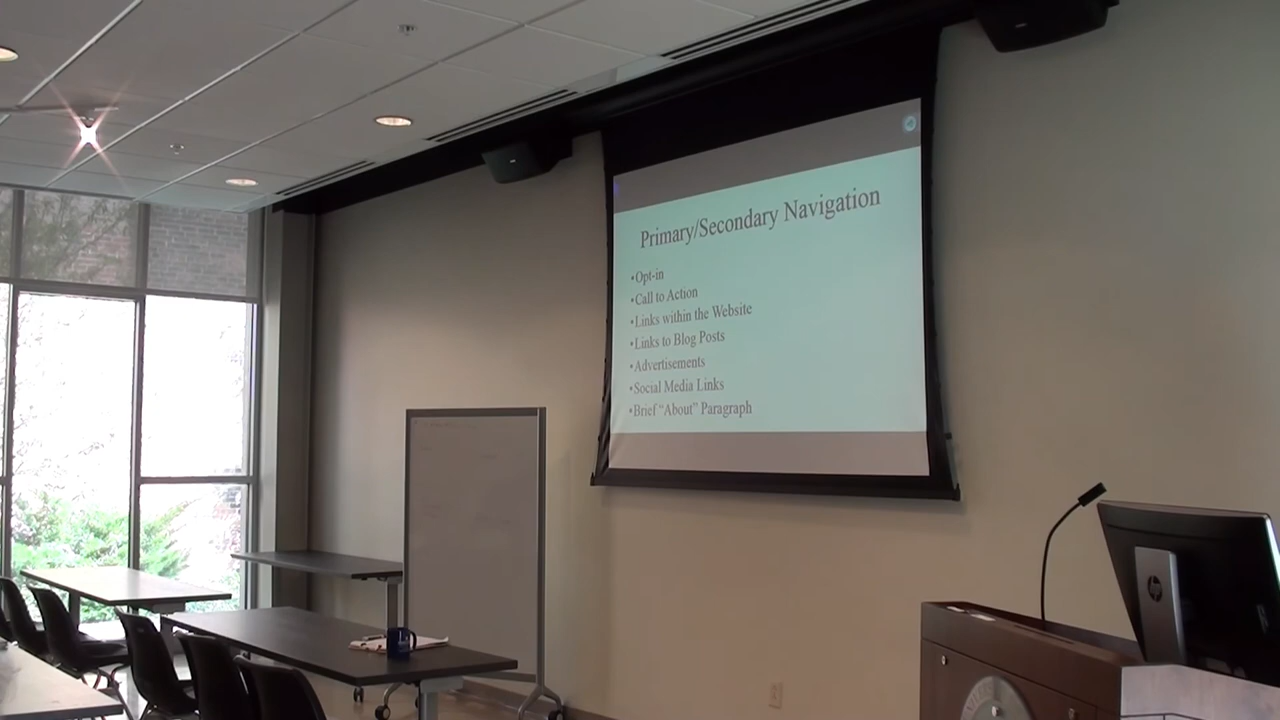 Primary/Secondary Navigation
•Opt-in
•Call to Action
•Links within the Website
•Links to Blog Posts
•Advertisements
•Social Media Links
•Brief “About” Paragraph
hp